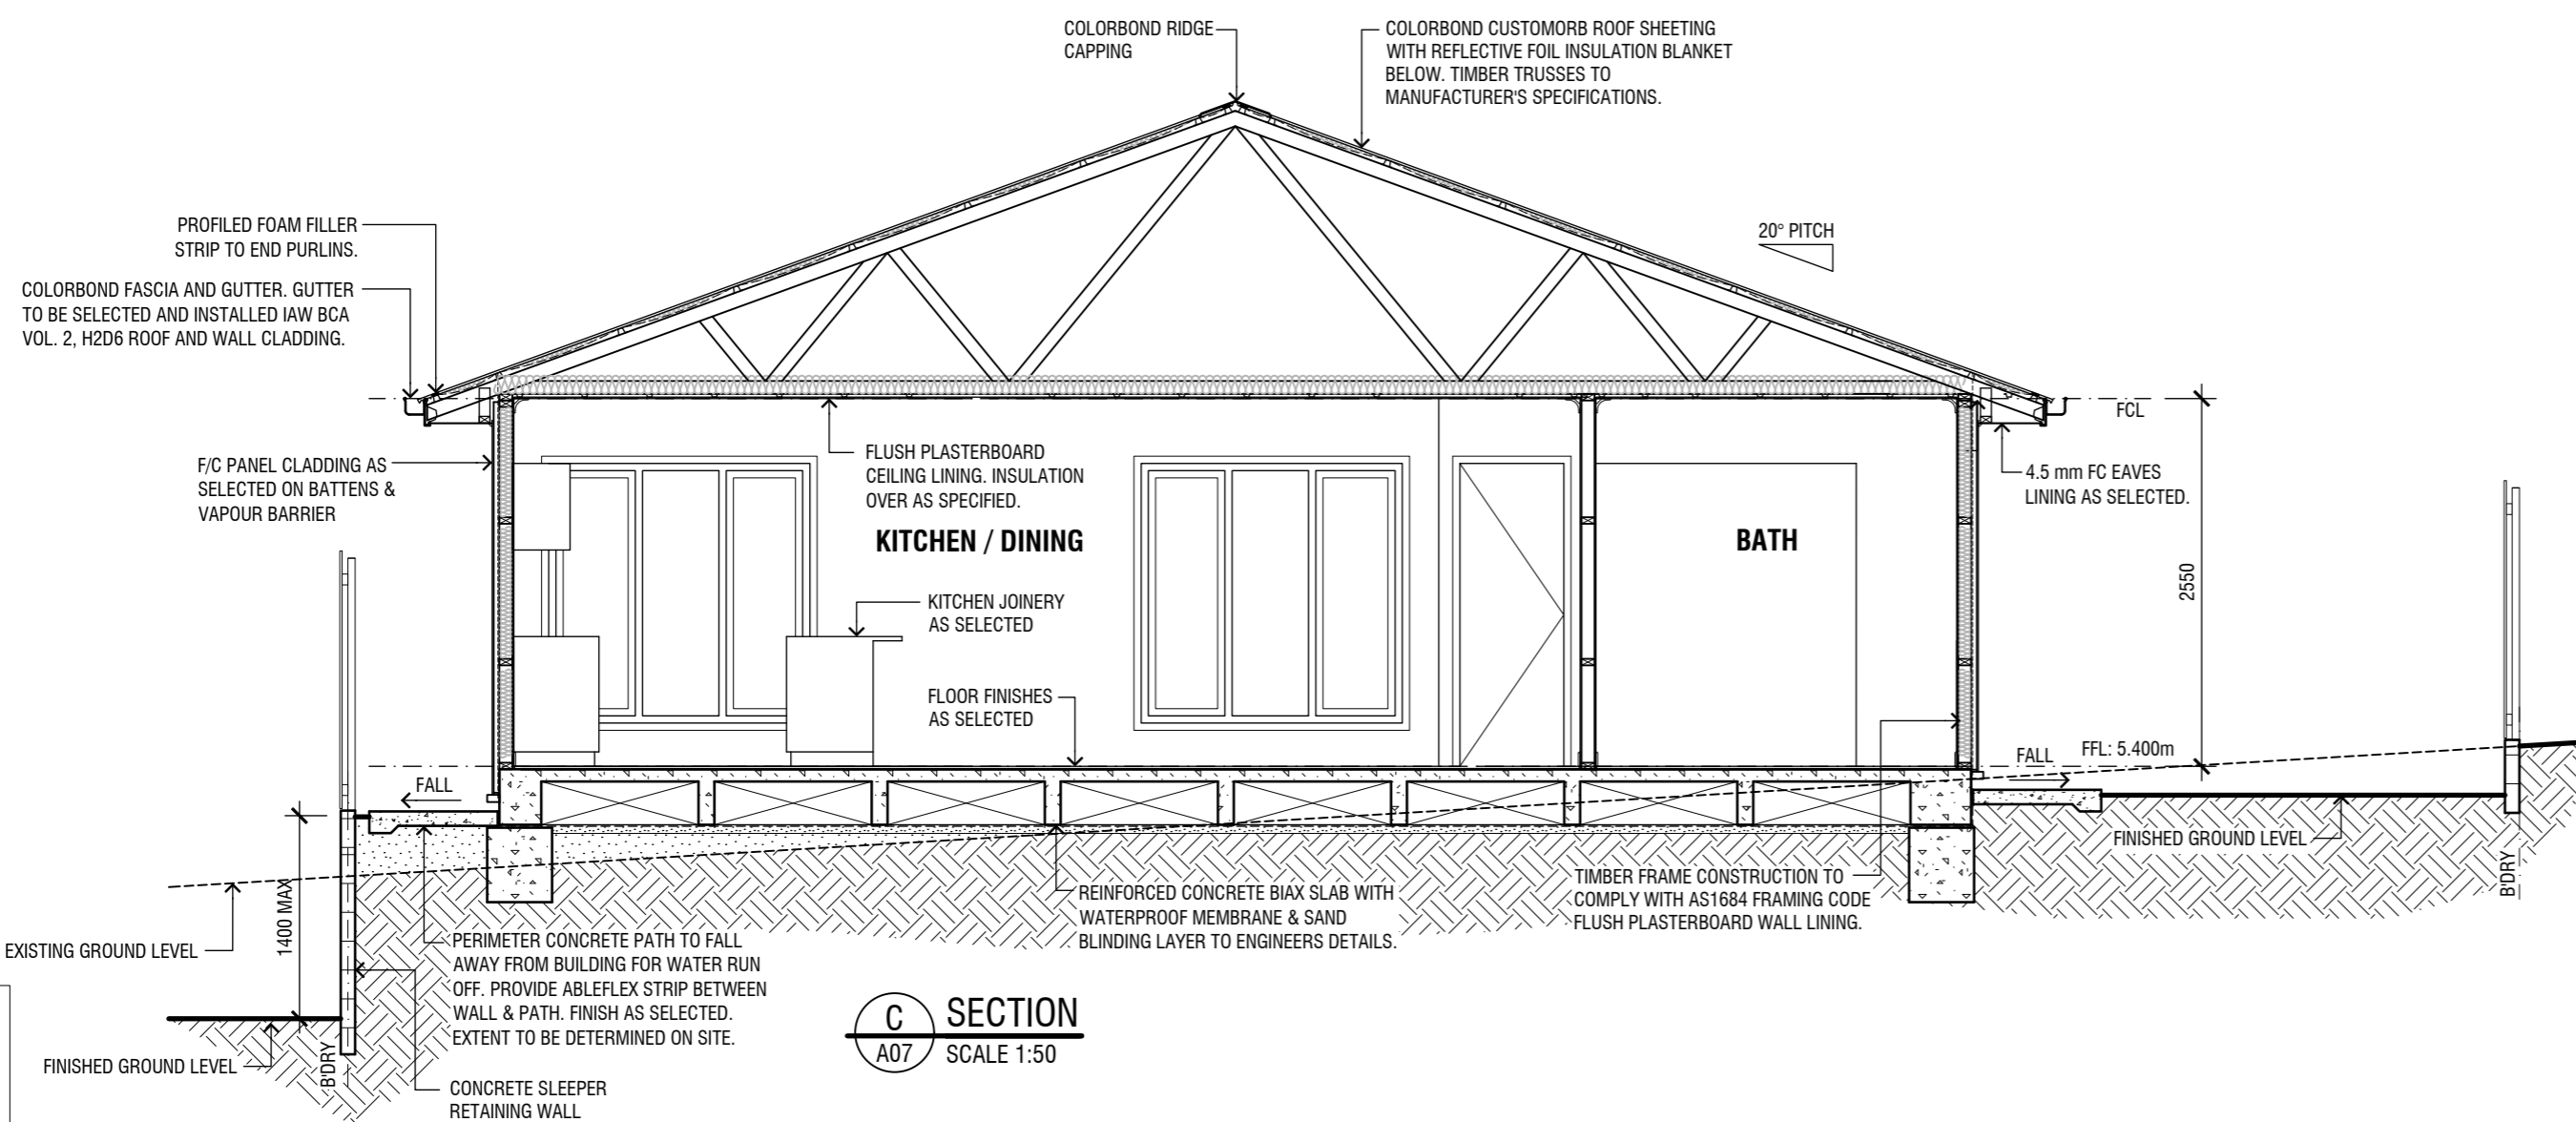 COLORBOND RIDGE
CAPPING
COLORBOND CUSTOMORB ROOF SHEETING
WITH REFLECTIVE FOIL INSULATION BLANKET
BELOW. TIMBER TRUSSES TO
MANUFACTURER'S SPECIFICATIONS.
PROFILED FOAM FILLER
STRIP TO END PURLINS.
20° PITCH
COLORBOND FASCIA AND GUTTER. GUTTER
TO BE SELECTED AND INSTALLED IAW BCA
VOL. 2, H2D6 ROOF AND WALL CLADDING.
FCL
F/C PANEL CLADDING AS
SELECTED ON BATTENS &
VAPOUR BARRIER
FLUSH PLASTERBOARD
CEILING LINING. INSULATION
OVER AS SPECIFIED.
4.5 mm FC EAVES
LINING AS SELECTED.
KITCHEN / DINING
BATH
2550
KITCHEN JOINERY
AS SELECTED
FLOOR FINISHES
AS SELECTED
FALL
FALL
FFL: 5.400m
FINISHED GROUND LEVEL
B'DRY
EXISTING GROUND LEVEL
1400 MAX
REINFORCED CONCRETE BIAX SLAB WITH
WATERPROOF MEMBRANE & SAND
BLINDING LAYER TO ENGINEERS DETAILS.
TIMBER FRAME CONSTRUCTION TO
COMPLY WITH AS1684 FRAMING CODE
FLUSH PLASTERBOARD WALL LINING.
PERIMETER CONCRETE PATH TO FALL
AWAY FROM BUILDING FOR WATER RUN
OFF. PROVIDE ABLEFLEX STRIP BETWEEN
WALL & PATH. FINISH AS SELECTED.
EXTENT TO BE DETERMINED ON SITE.
FINISHED GROUND LEVEL
B'DRY
CONCRETE SLEEPER
RETAINING WALL
C
A07
SECTION
SCALE 1:50